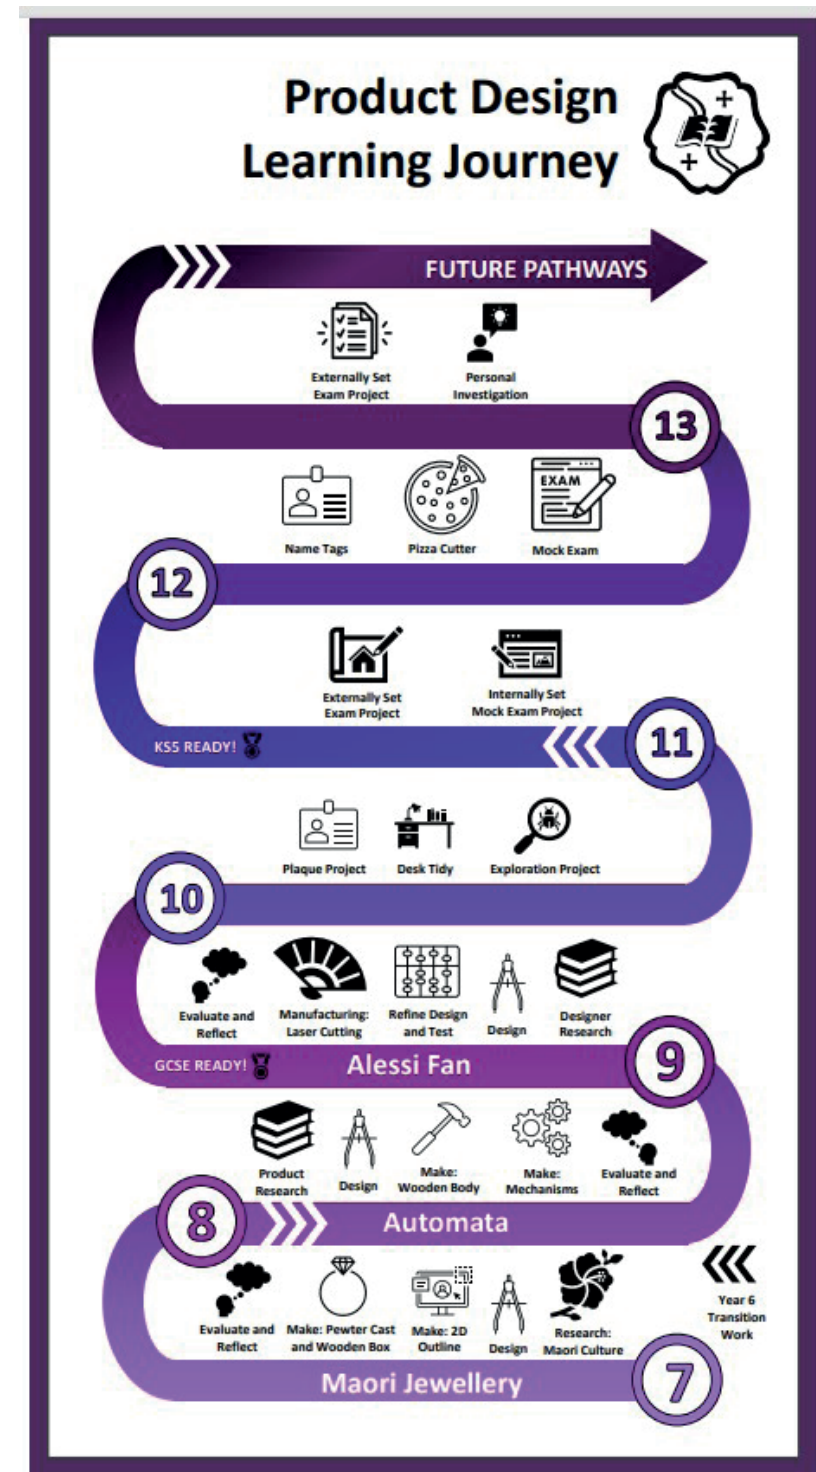 Product Design
Learning Journey
FUTURE PATHWAYS
Externally Set
Exam Project
Personal
Investigation
13
EXAM
Name Tags
Pizza Cutter
Mock Exam
12
Externally Set
Exam Project
Internally Set
Mock Exam Project
KS5 READY!
11
Plaque Project
Desk Tidy
Exploration Project
10
Evaluate and
Reflect
Manufacturing:
Laser Cutting
Refine Design
and Test
Design
Designer
Research
GCSE READY!
Alessi Fan
9
Product
Research
Design
Make:
Wooden Body
Make:
Mechanisms
Evaluate and
Reflect
8
Automata
Evaluate and
Reflect
Make: Pewter Cast
and Wooden Box
Make: 2D
Outline
Design
Research:
Maori Culture
Year 6
Transition
Work
Maori Jewellery
7